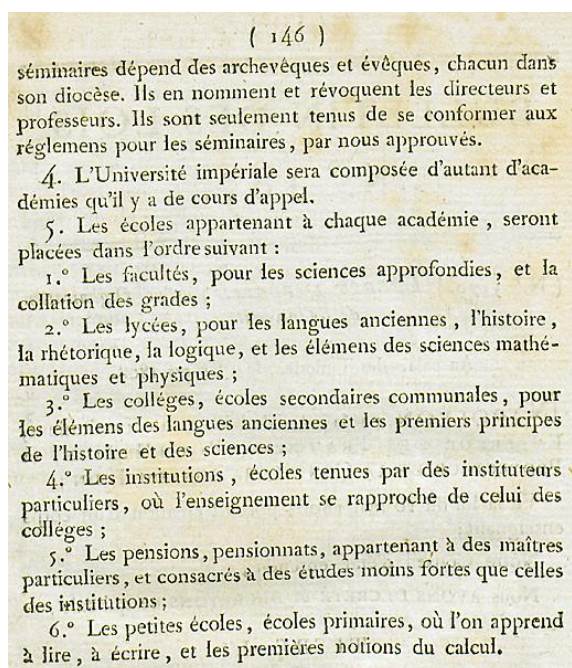 ( 146 )
séminaires dépend des archevêques et évêques, chacun dans
son diocèse. Ils en nomment et révoquent les directeurs et
professeurs. Ils sont seulement tenus de se conformer aux
réglemens pour les séminaires, par nous approuvés.
4. L'Université impériale sera composée d'autant d'aca-
démies qu'il y a de cours d'appel.
5. Les écoles appartenant à chaque académie, seront
placées dans l'ordre suivant :
1.° Les facultés, pour les sciences approfondies, et la
collation des grades ;
2.° Les lycées, pour les langues anciennes, l'histoire,
la rhétorique, la logique, et les élémens des sciences mathé-
matiques et physiques ;
3.° Les colléges, écoles secondaires communales, pour
les élémens des langues anciennes et les premiers principes
de l'histoire et des sciences ;
4.° Les institutions, écoles tenues par des instituteurs
particuliers, où l'enseignement se rapproche de celui des
colléges ;
5.° Les pensions, pensionnats, appartenant à des maîtres
particuliers, et consacrés à des études moins fortes que celles
des institutions ;
6.° Les petites écoles, écoles primaires, où l'on apprend
à lire, à écrire, et les premières notions du calcul.